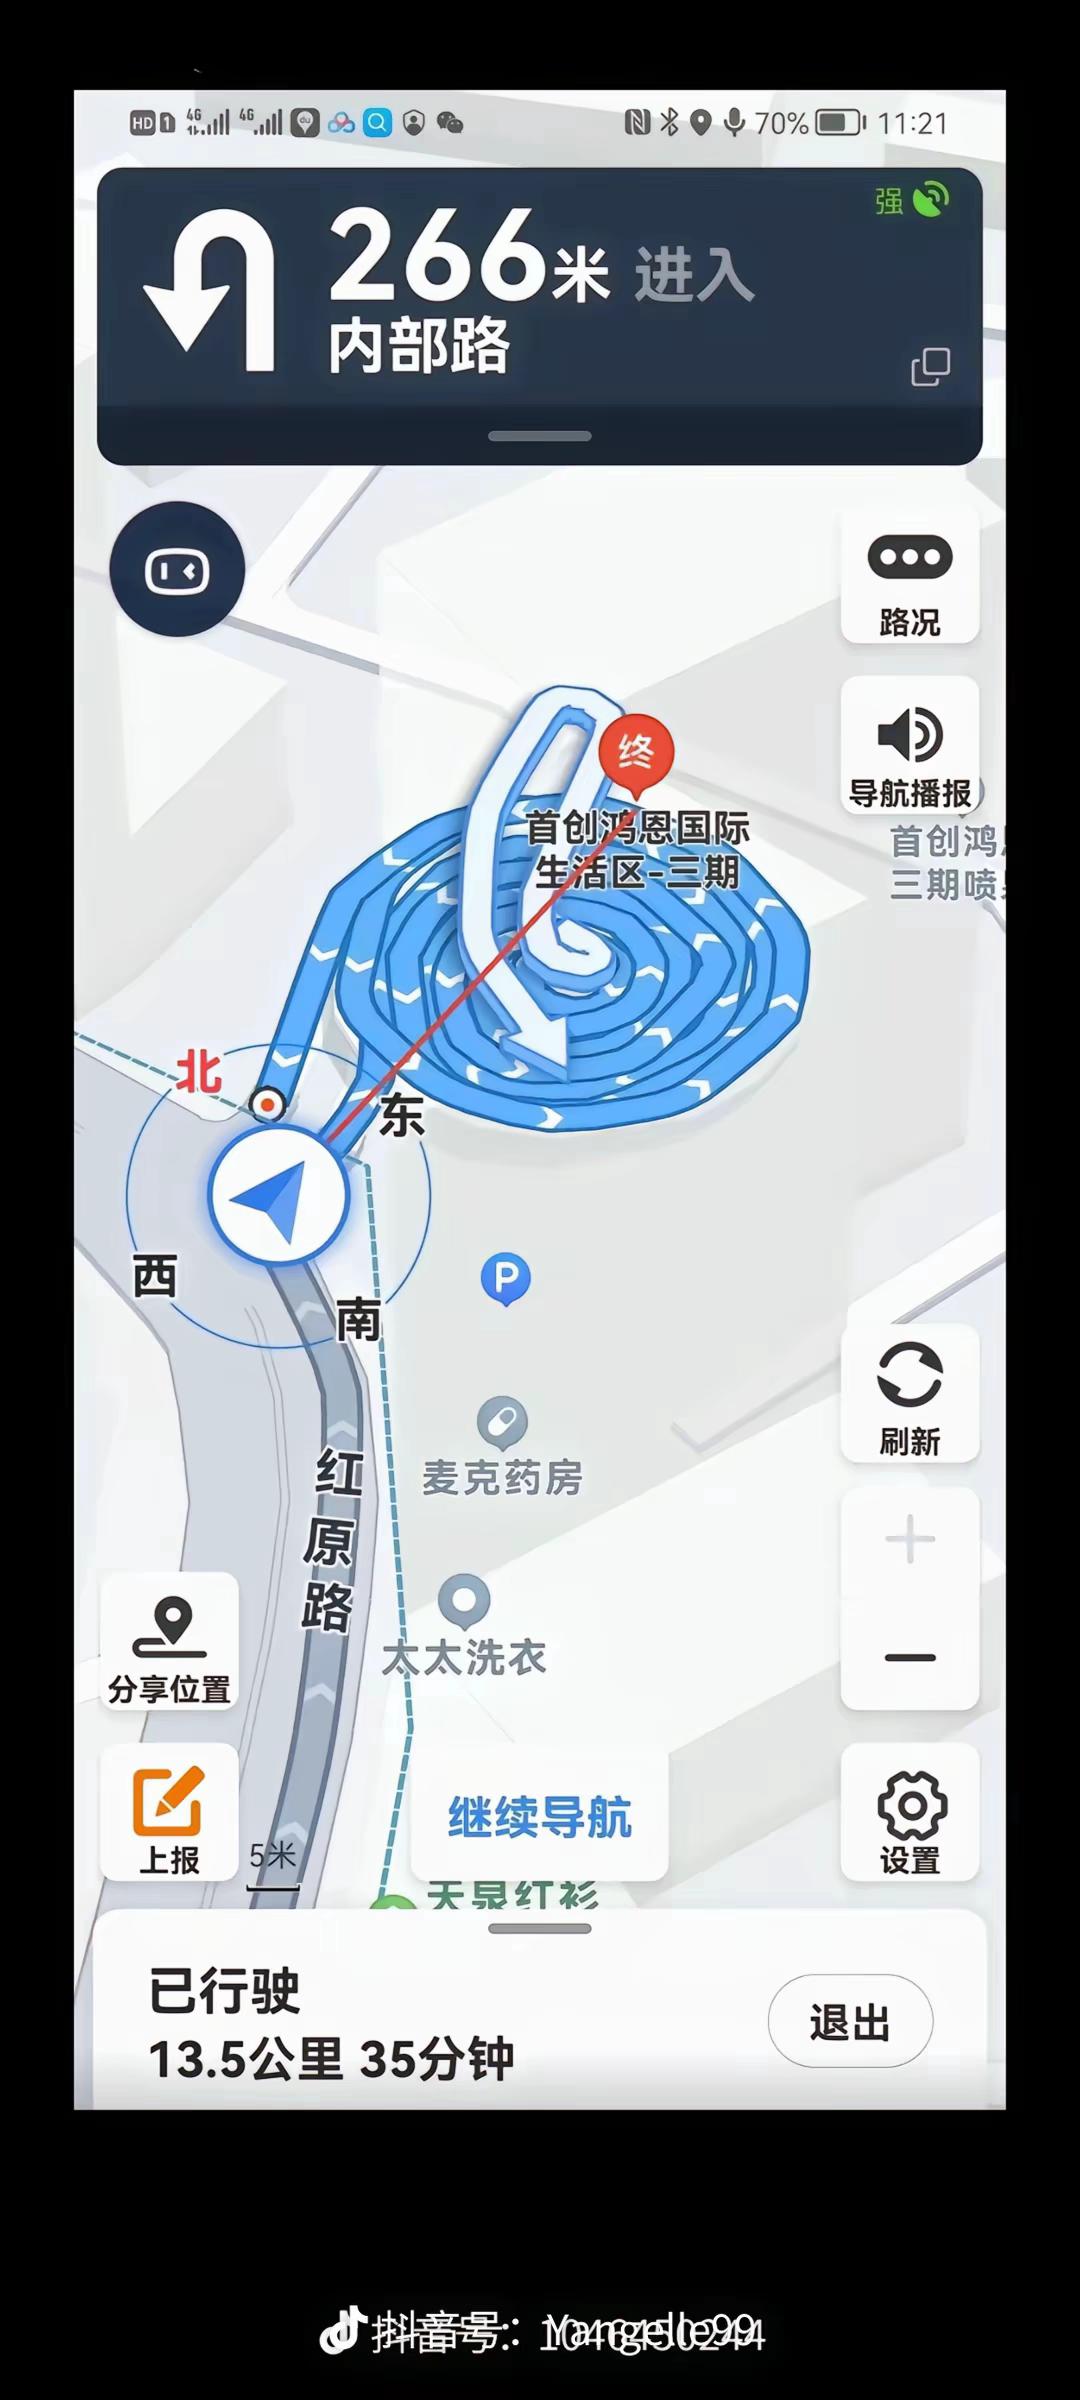 HD 1 4G 4G 70% 11:21
强
266米 进入
内部路
路况
导航播报
终
首创鸿恩国际
生活区-三期
首创鸿
三期喷
北
东
西
南
P
红原路
麦克药房
太太洗衣
刷新
分享位置
上报
5米
继续导航
设置
天泉红衫
已行驶
13.5公里 35分钟
退出
抖音号: